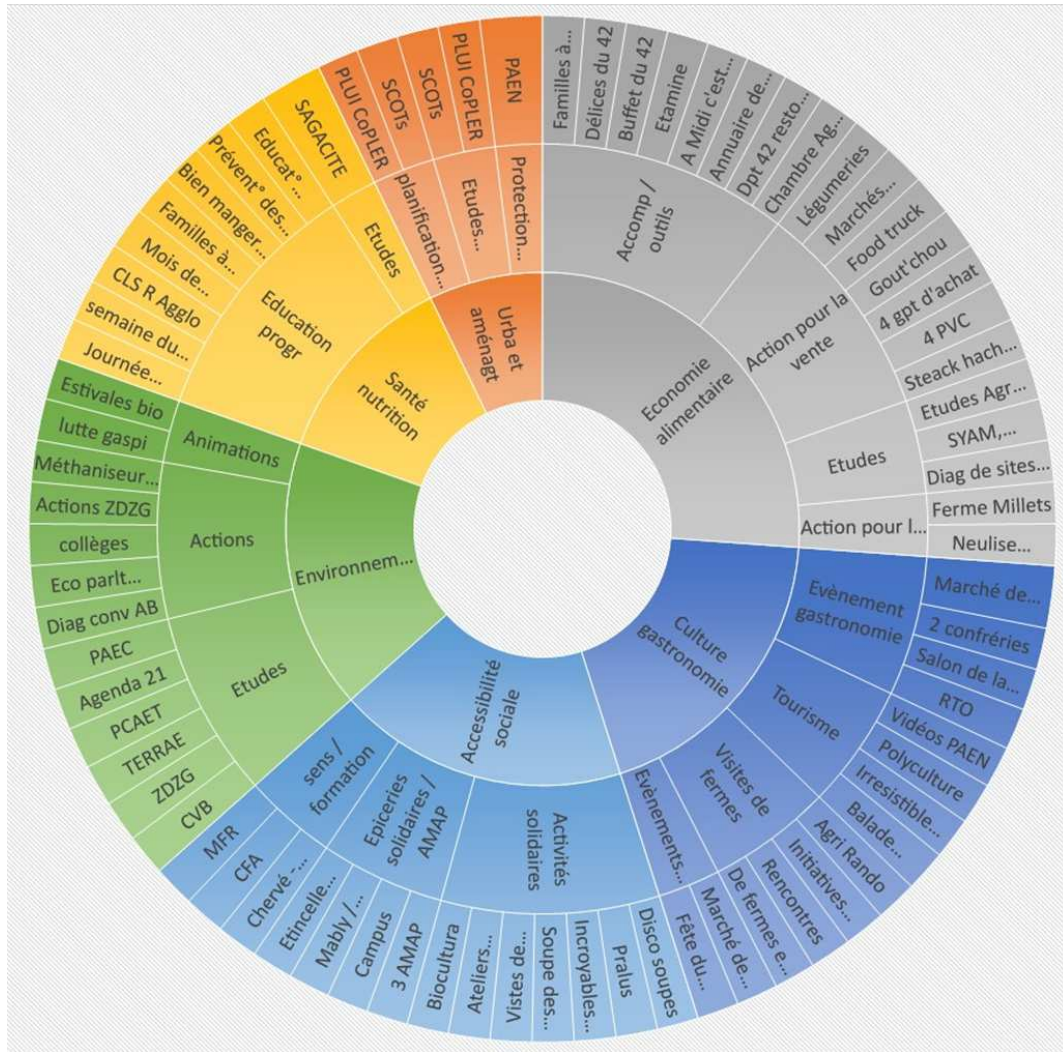 Economie
alimentaire
Accomp /
outils
Familles à...
Délices du 42
Buffet du 42
Etamine
A Midi c'est...
Annuaire de...
Dpt 42 resto...
Chambre Ag...
Action pour la
vente
Légumeries
Marchés...
Food truck
Gout'chou
4 gpt d'achat
4 PVC
Steack hach...
Etudes
Etudes Agr...
SYAM,...
Diag de sites...
Action pour l...
Ferme Millets
Neulise...
Culture
gastronomie
Evènement
gastronomie
Marché de...
2 confréries
Salon de la...
Tourisme
RTO
Vidéos PAEN
Polyculture
Irresistible...
Balade...
Visites de
fermes
Agri Rando
Initiatives...
Rencontres
De fermes e...
Evènements...
Marché de...
Fête du...
Accessibilité
sociale
Activités
solidaires
Disco soupes
Pralus
Incroyables...
Soupe des...
Vistes de...
Ateliers...
Biocultura
Epiceries
solidaires /
AMAP
3 AMAP
Campus
Mably /...
Etincelle...
sens /
formation
Chervé -...
CFA
MFR
Environnem...
Etudes
CVB
ZDZG
TERRAE
PCAET
Agenda 21
PAEC
Diag conv AB
Actions
Eco parlt...
collèges
Actions ZDZG
Méthaniseur...
Animations
lutte gaspi
Estivales bio
Santé
nutrition
Education
progr
Journée...
semaine du...
CLS R Agglo
Mois de...
Familles à...
Bien manger...
Prévent° des...
Educat°...
Etudes
SAGACITE
Urba et
aménagt
planification...
PLUI CoPLER
SCOTs
Etudes...
SCOTs
PLUI CoPLER
Protection...
PAEN